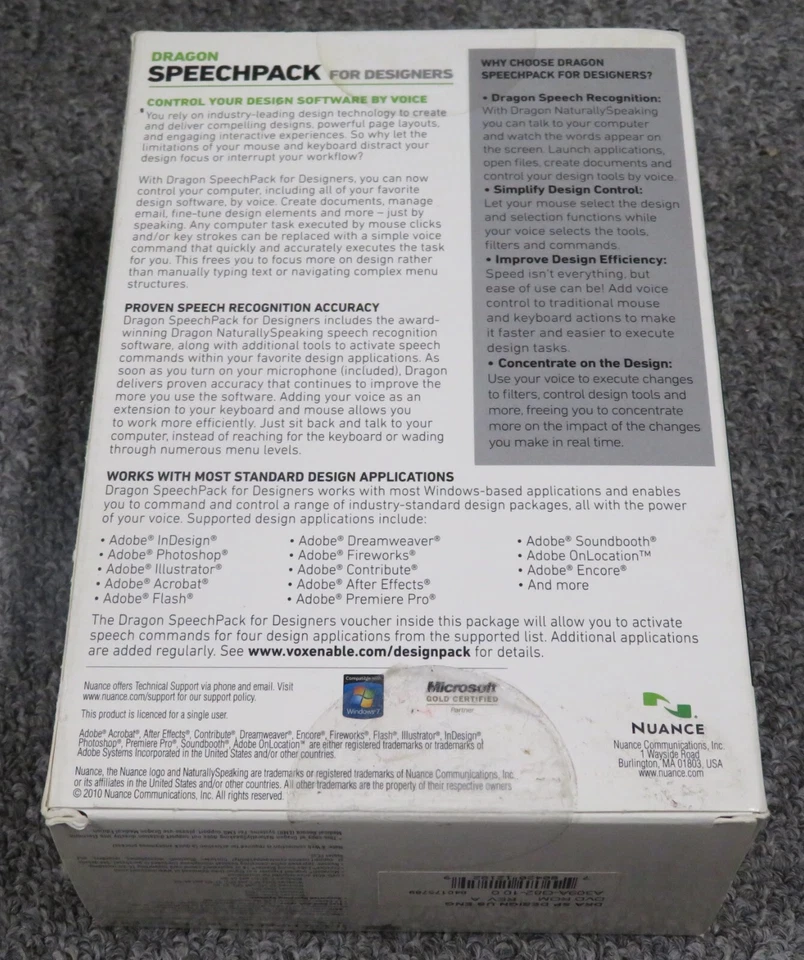 DRAGON
SPEECHPACK FOR DESIGNERS
CONTROL YOUR DESIGN SOFTWARE BY VOICE
You rely on industry-leading design technology to create
and deliver compelling designs, powerful page layouts,
and engaging interactive experiences. So why let the
limitations of your mouse and keyboard distract your
design focus or interrupt your workflow?
With Dragon SpeechPack for Designers, you can now
control your computer, including all of your favorite
design software, by voice. Create documents, manage
email, fine-tune design elements and more – just by
speaking. Any computer task executed by mouse clicks
and/or key strokes can be replaced with a simple voice
command that quickly and accurately executes the task
for you. This frees you to focus more on design rather
than manually typing text or navigating complex menu
structures.
PROVEN SPEECH RECOGNITION ACCURACY
Dragon SpeechPack for Designers includes the award-
winning Dragon NaturallySpeaking speech recognition
software, along with additional tools to activate speech
commands within your favorite design applications. As
soon as you turn on your microphone (included), Dragon
delivers proven accuracy that continues to improve the
more you use the software. Adding your voice as an
extension to your keyboard and mouse allows you
to work more efficiently. Just sit back and talk to your
computer, instead of reaching for the keyboard or wading
through numerous menu levels.
WHY CHOOSE DRAGON
SPEECHPACK FOR DESIGNERS?
• Dragon Speech Recognition:
With Dragon NaturallySpeaking
you can talk to your computer
and watch the words appear on
the screen. Launch applications,
open files, create documents and
control your design tools by voice.
• Simplify Design Control:
Let your mouse select the design
and selection functions while
your voice selects the tools,
filters and commands.
• Improve Design Efficiency:
Speed isn't everything, but
ease of use can be! Add voice
control to traditional mouse
and keyboard actions to make
it faster and easier to execute
design tasks.
• Concentrate on the Design:
Use your voice to execute changes
to filters, control design tools and
more, freeing you to concentrate
more on the impact of the changes
you make in real time.
WORKS WITH MOST STANDARD DESIGN APPLICATIONS
Dragon SpeechPack for Designers works with most Windows-based applications and enables
you to command and control a range of industry-standard design packages, all with the power
of your voice. Supported design applications include:
• Adobe® InDesign®
• Adobe® Photoshop®
• Adobe® Illustrator®
• Adobe® Acrobat®
• Adobe® Flash®
• Adobe® Dreamweaver®
• Adobe® Fireworks®
• Adobe® Contribute®
• Adobe® After Effects®
• Adobe® Premiere Pro®
• Adobe® Soundbooth®
• Adobe OnLocation™
• Adobe® Encore®
• And more
The Dragon SpeechPack for Designers voucher inside this package will allow you to activate
speech commands for four design applications from the supported list. Additional applications
are added regularly. See www.voxenable.com/designpack for details.
Nuance offers Technical Support via phone and email. Visit
www.nuance.com/support for our support policy.
This product is licenced for a single user.
Compatible with
Windows 7
Microsoft
GOLD CERTIFIED
Partner
Adobe® Acrobat®, After Effects®, Contribute®, Dreamweaver®, Encore®, Fireworks®, Flash®, Illustrator®, InDesign®,
Photoshop®, Premiere Pro®, Soundbooth®, Adobe OnLocation™ are either registered trademarks or trademarks of
Adobe Systems Incorporated in the United States and/or other countries.
Nuance, the Nuance logo and NaturallySpeaking are trademarks or registered trademarks of Nuance Communications, Inc.
or its affiliates in the United States and/or other countries. All other trademarks are the property of their respective owners
© 2010 Nuance Communications, Inc. All rights reserved.
NUANCE
Nuance Communications, Inc.
1 Wayside Road
Burlington, MA 01803, USA
www.nuance.com
DRA SP DESIGN US ENG
DVD ROM REV A